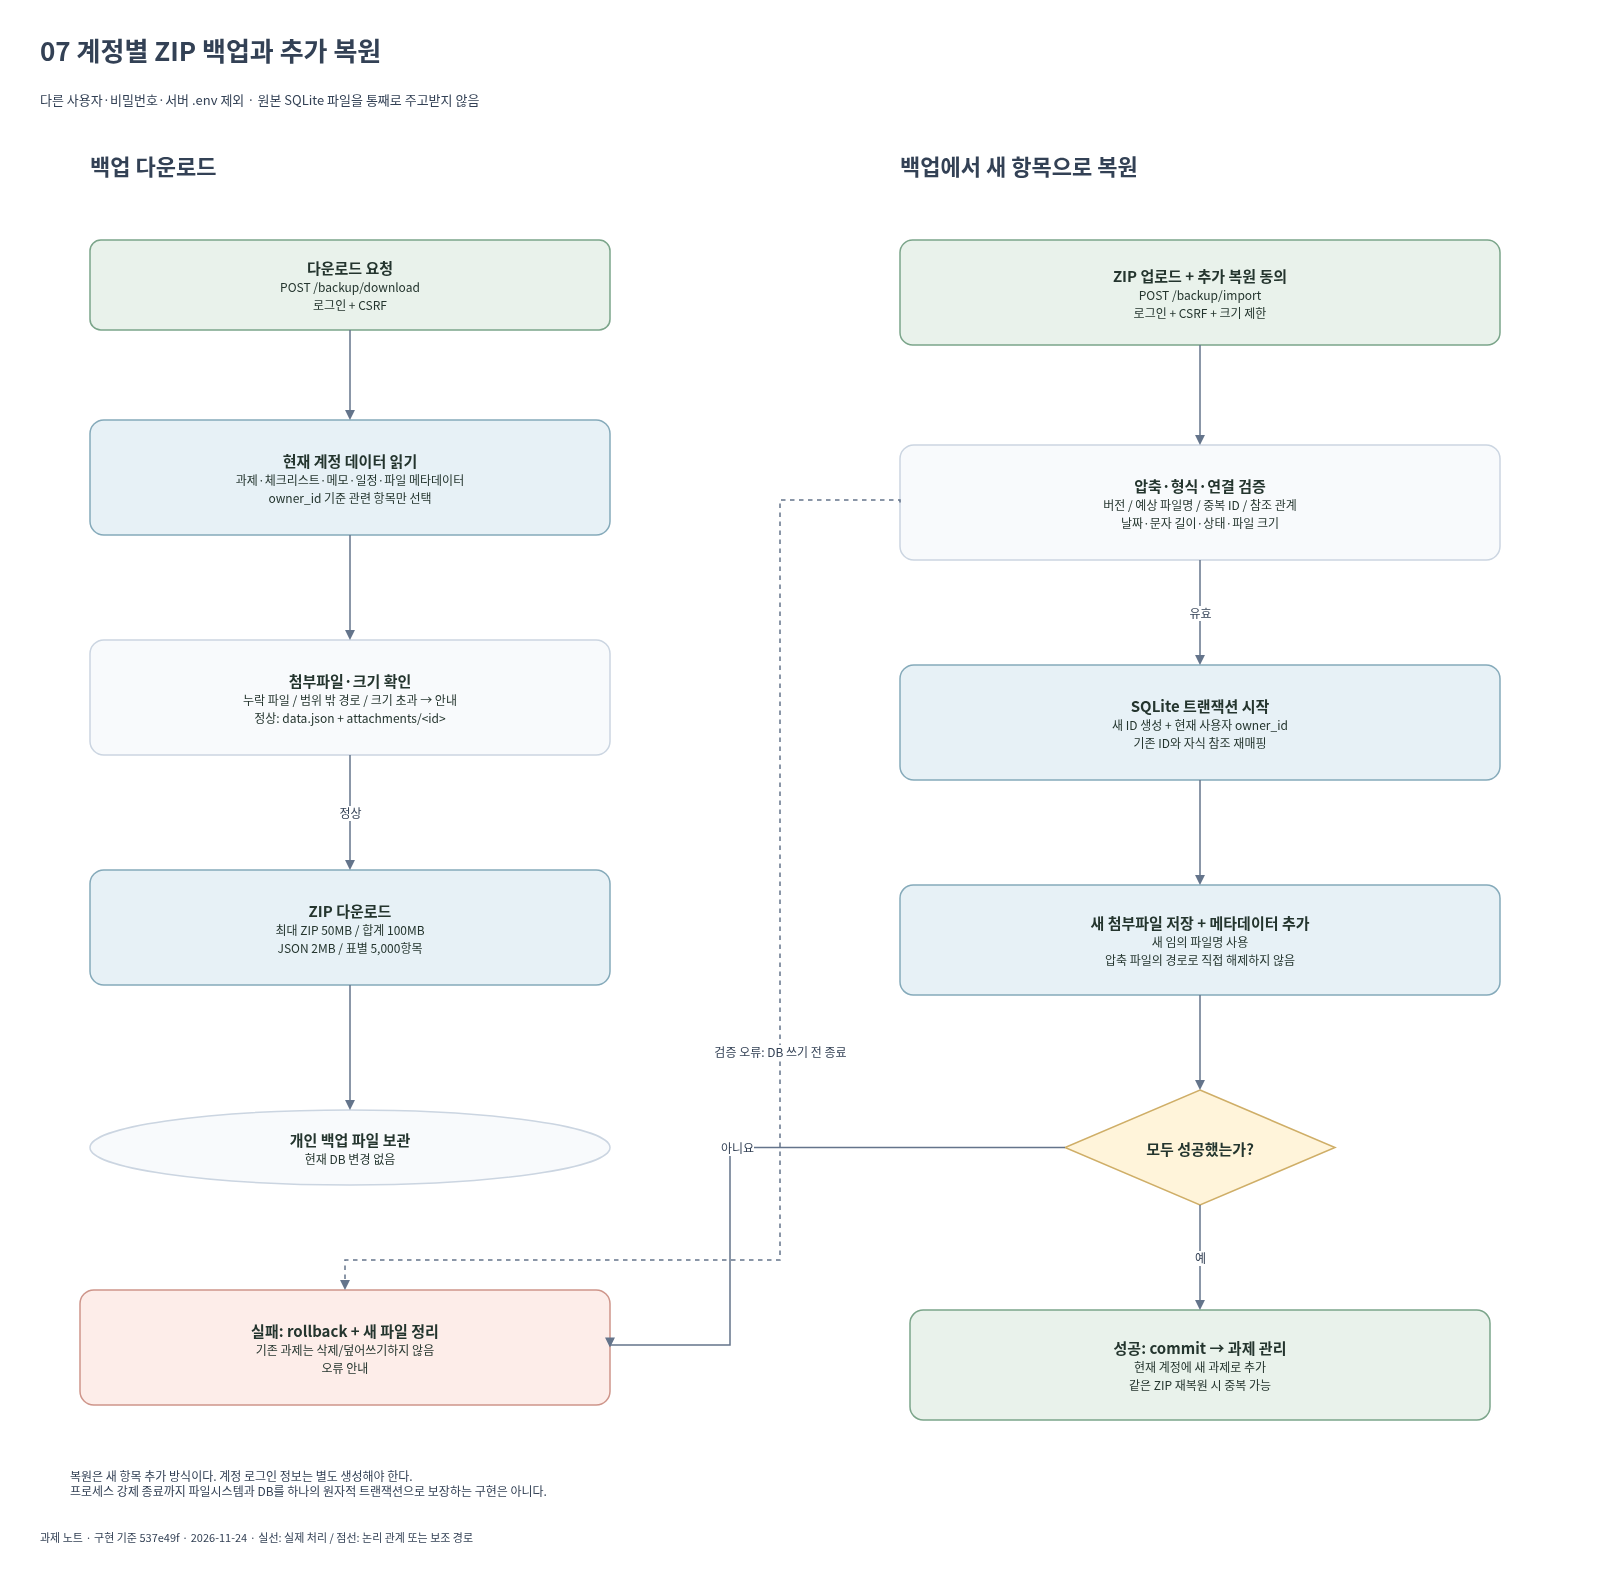 07 계정별 ZIP 백업과 추가 복원
다른 사용자·비밀번호·서버 .env 제외 · 원본 SQLite 파일을 통째로 주고받지 않음
백업 다운로드
다운로드 요청
POST /backup/download
로그인 + CSRF
현재 계정 데이터 읽기
과제·체크리스트·메모·일정·파일 메타데이터
owner_id 기준 관련 항목만 선택
첨부파일·크기 확인
누락 파일 / 범위 밖 경로 / 크기 초과 → 안내
정상: data.json + attachments/<id>
정상
ZIP 다운로드
최대 ZIP 50MB / 합계 100MB
JSON 2MB / 표별 5,000항목
개인 백업 파일 보관
현재 DB 변경 없음
백업에서 새 항목으로 복원
ZIP 업로드 + 추가 복원 동의
POST /backup/import
로그인 + CSRF + 크기 제한
압축·형식·연결 검증
버전 / 예상 파일명 / 중복 ID / 참조 관계
날짜·문자 길이·상태·파일 크기
유효
SQLite 트랜잭션 시작
새 ID 생성 + 현재 사용자 owner_id
기존 ID와 자식 참조 재매핑
새 첨부파일 저장 + 메타데이터 추가
새 임의 파일명 사용
압축 파일의 경로로 직접 해제하지 않음
검증 오류: DB 쓰기 전 종료
모두 성공했는가?
아니요
예
실패: rollback + 새 파일 정리
기존 과제는 삭제/덮어쓰기하지 않음
오류 안내
성공: commit → 과제 관리
현재 계정에 새 과제로 추가
같은 ZIP 재복원 시 중복 가능
복원은 새 항목 추가 방식이다. 계정 로그인 정보는 별도 생성해야 한다.
프로세스 강제 종료까지 파일시스템과 DB를 하나의 원자적 트랜잭션으로 보장하는 구현은 아니다.
과제 노트 · 구현 기준 537e49f · 2026-11-24 · 실선: 실제 처리 / 점선: 논리 관계 또는 보조 경로